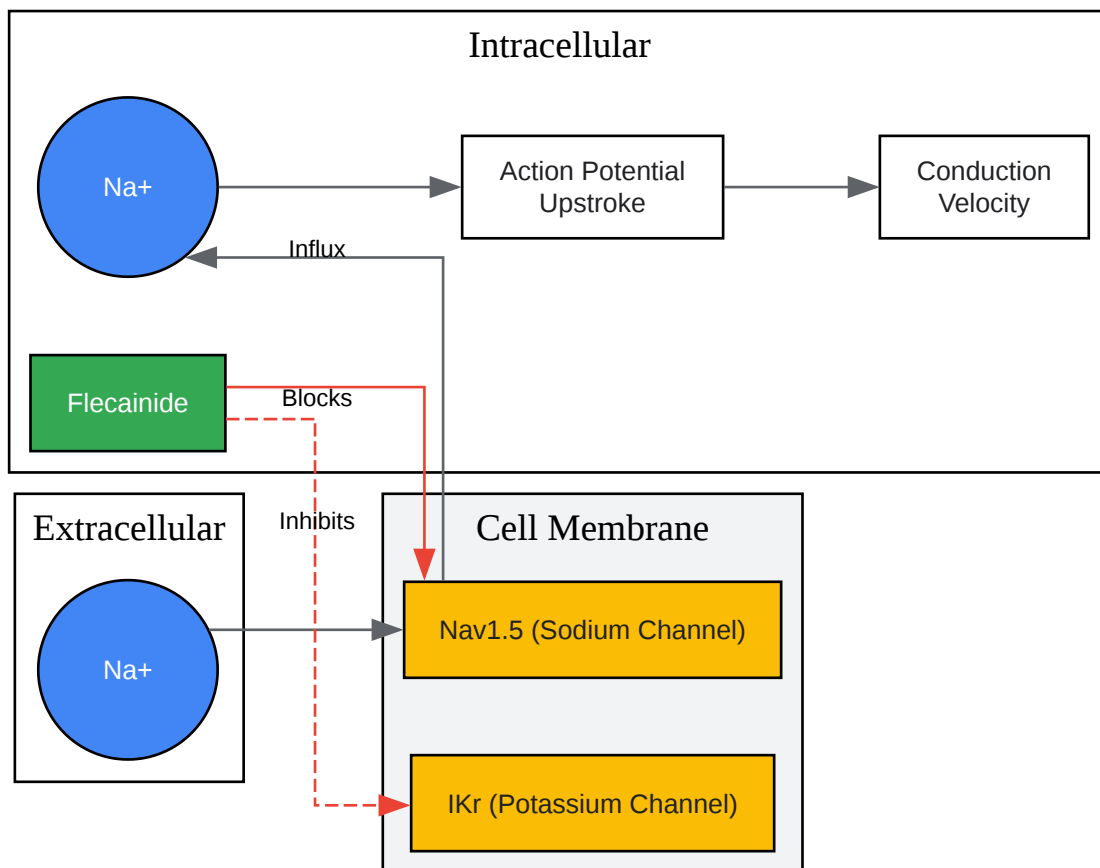 Intracellular
Na+
Action Potential
Upstroke
Conduction
Velocity
Influx
Flecainide
Blocks
Inhibits
Extracellular
Cell Membrane
Na+
Nav1.5 (Sodium Channel)
IKr (Potassium Channel)